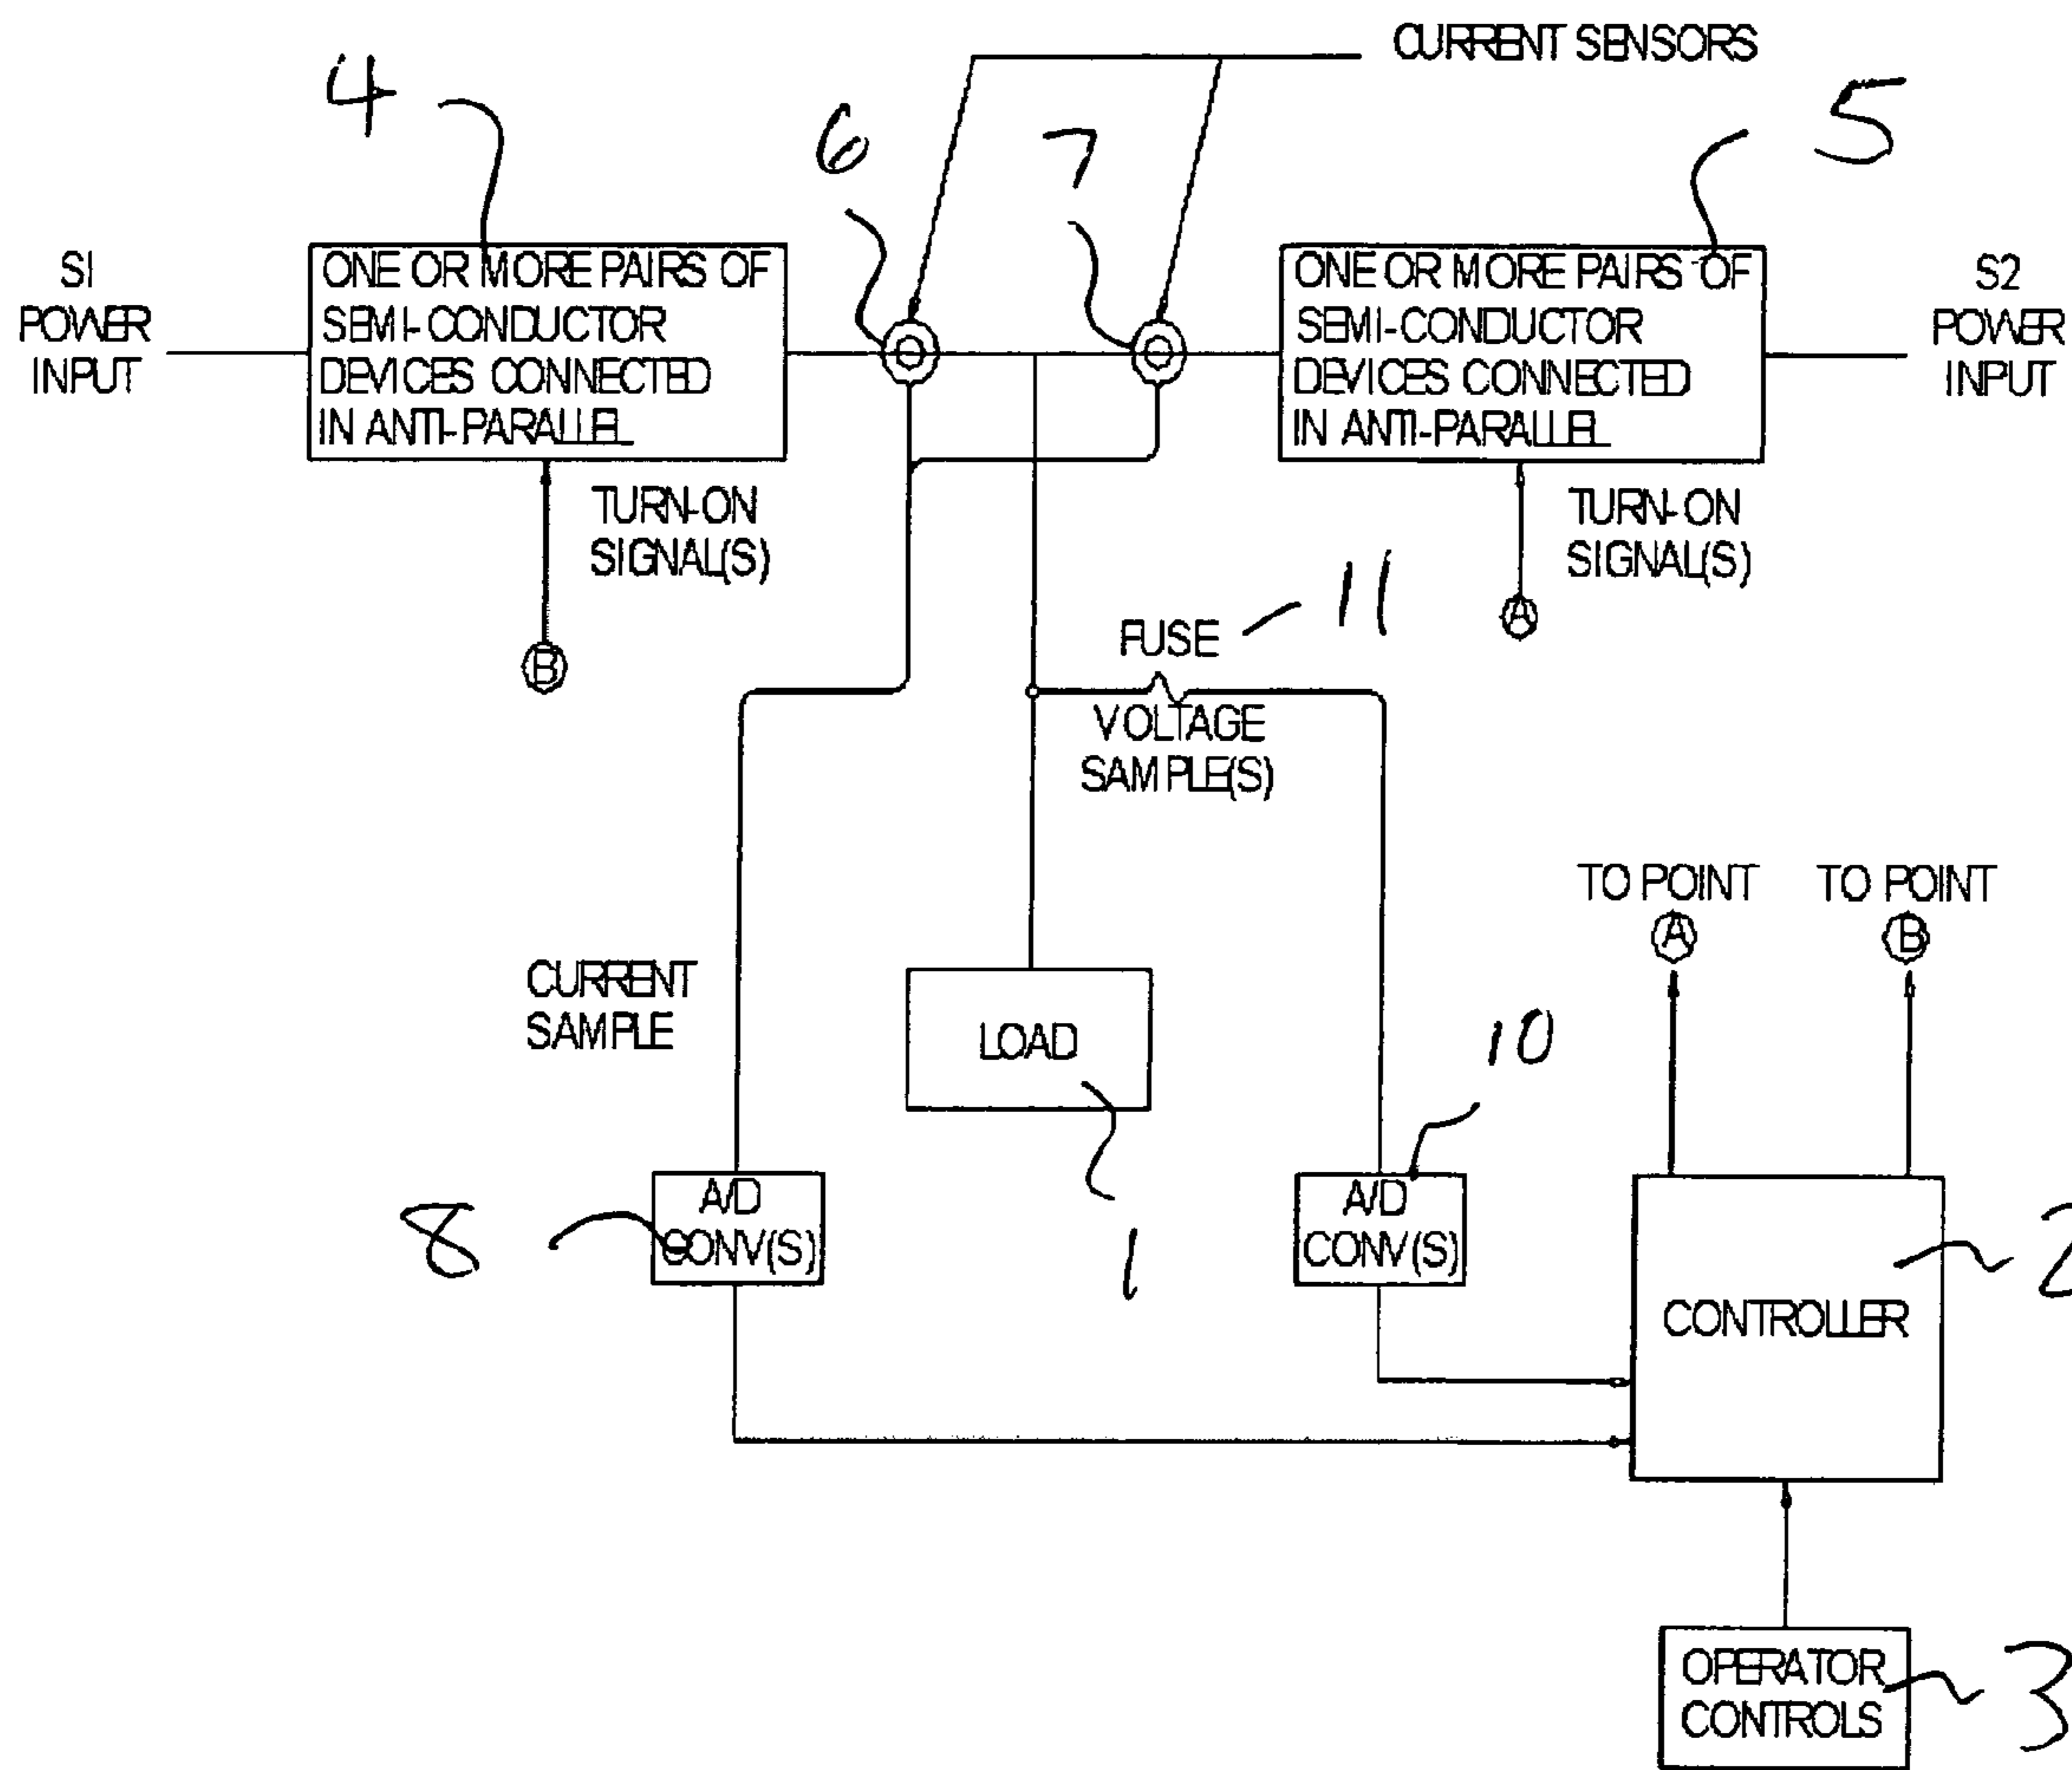 CURRENT SENSORS
4
6
7
5
S1
POWER
INPUT
ONE OR MORE PAIRS OF
SEMI-CONDUCTOR
DEVICES CONNECTED
IN ANTI-PARALLEL
ONE OR MORE PAIRS OF
SEMI-CONDUCTOR
DEVICES CONNECTED
IN ANTI-PARALLEL
S2
POWER
INPUT
TURN-ON
SIGNAL(S)
B
TURN-ON
SIGNAL(S)
A
FUSE
11
VOLTAGE
SAMPLE(S)
TO POINT
A
TO POINT
B
CURRENT
SAMPLE
LOAD
1
10
8
A/D
CONV(S)
A/D
CONV(S)
2
CONTROLLER
OPERATOR
CONTROLS
3